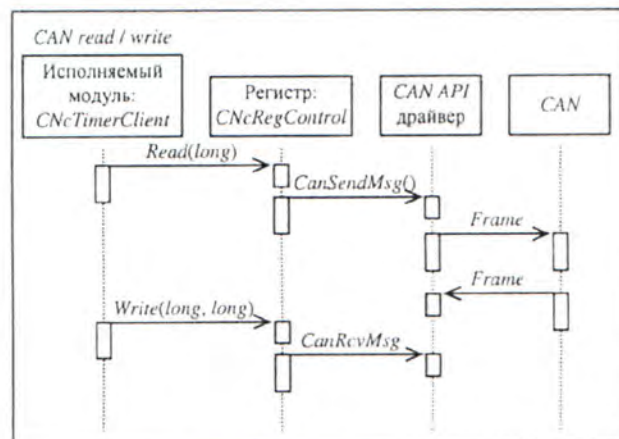 CAN read / write
Исполняемый
модуль:
CNcTimerClient
Регистр:
CNcRegControl
CAN API
драйвер
CAN
Read(long)
CanSendMsg()
Frame
Frame
Write(long, long)
CanRcvMsg